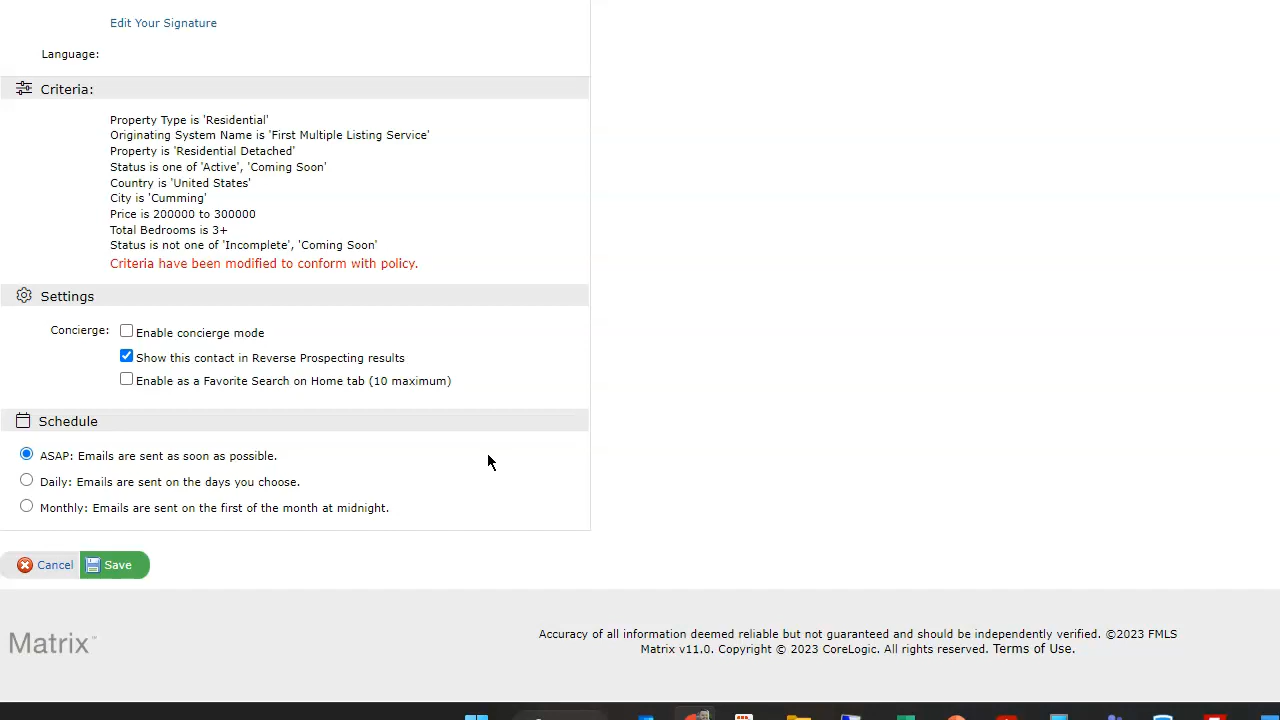 Edit Your Signature
Language:
Criteria:
Property Type is 'Residential'
Originating System Name is 'First Multiple Listing Service'
Property is 'Residential Detached'
Status is one of 'Active', 'Coming Soon'
Country is 'United States'
City is 'Cumming'
Price is 200000 to 300000
Total Bedrooms is 3+
Status is not one of 'Incomplete', 'Coming Soon'
Criteria have been modified to conform with policy.
Settings
Concierge: Enable concierge mode
Show this contact in Reverse Prospecting results
Enable as a Favorite Search on Home tab (10 maximum)
Schedule
ASAP: Emails are sent as soon as possible.
Daily: Emails are sent on the days you choose.
Monthly: Emails are sent on the first of the month at midnight.
Cancel Save
Matrix™
Accuracy of all information deemed reliable but not guaranteed and should be independently verified. ©2023 FMLS
Matrix v11.0. Copyright © 2023 CoreLogic. All rights reserved. Terms of Use.